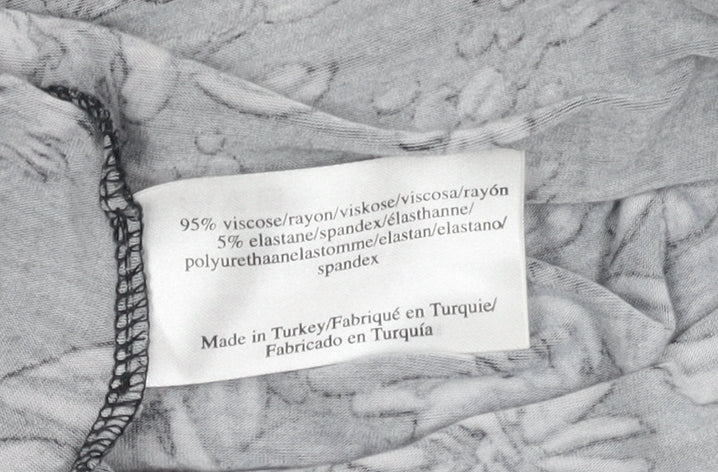 95% viscose/rayon/viskose/viscosa/rayón
5% elastane/spandex/élasthanne/
polyurethaanelastomme/elastan/elastano/
spandex
Made in Turkey/Fabriqué en Turquie/
Fabricado en Turquía